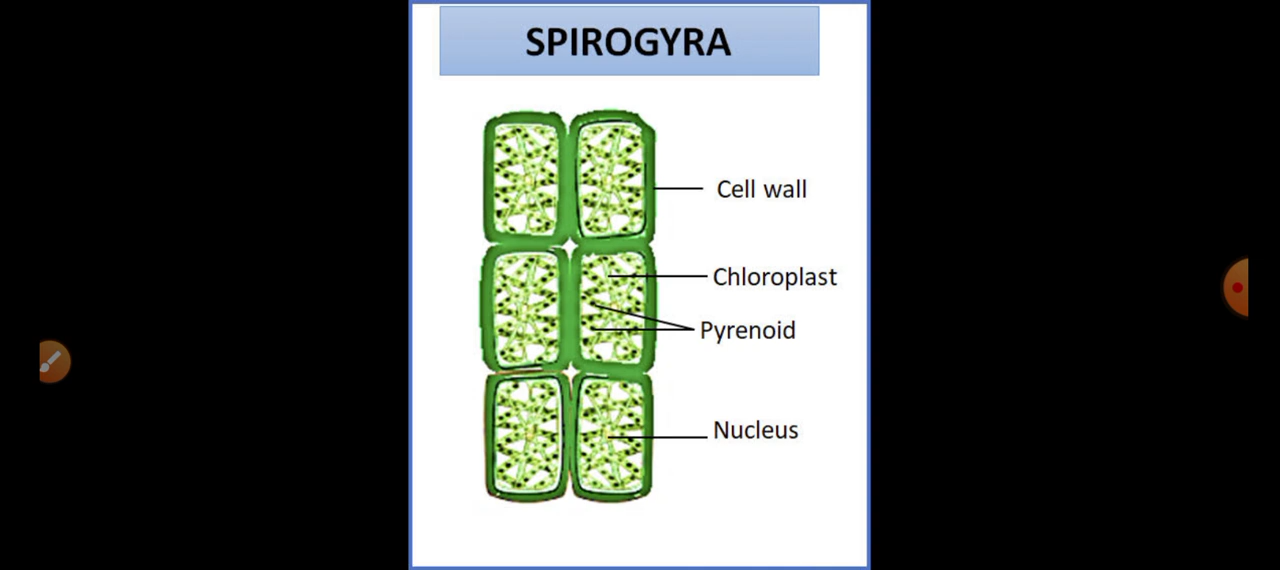 SPIROGYRA
Cell wall
Chloroplast
Pyrenoid
Nucleus